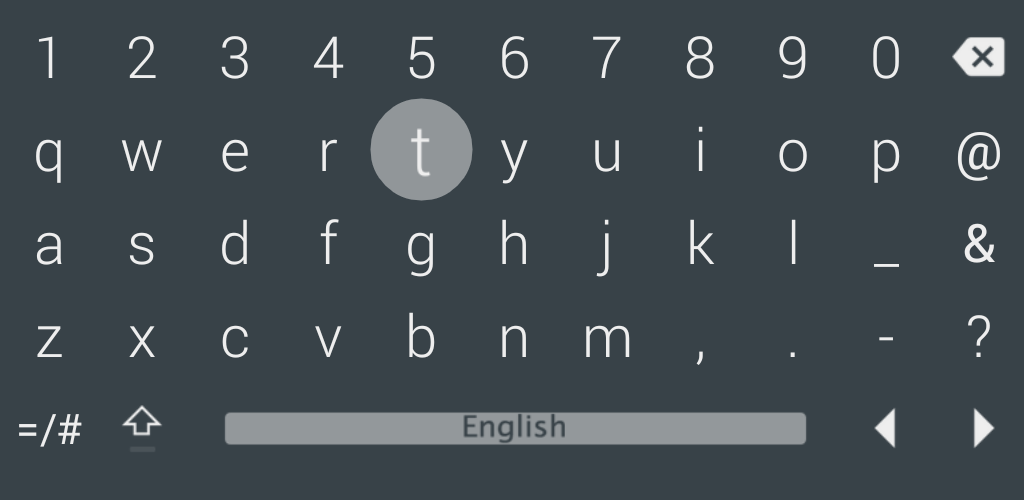 1 2 3 4 5 6 7 8 9 0
q w e r t y u i o p @
a s d f g h j k l _ &
z x c v b n m , . - ?
=/# English